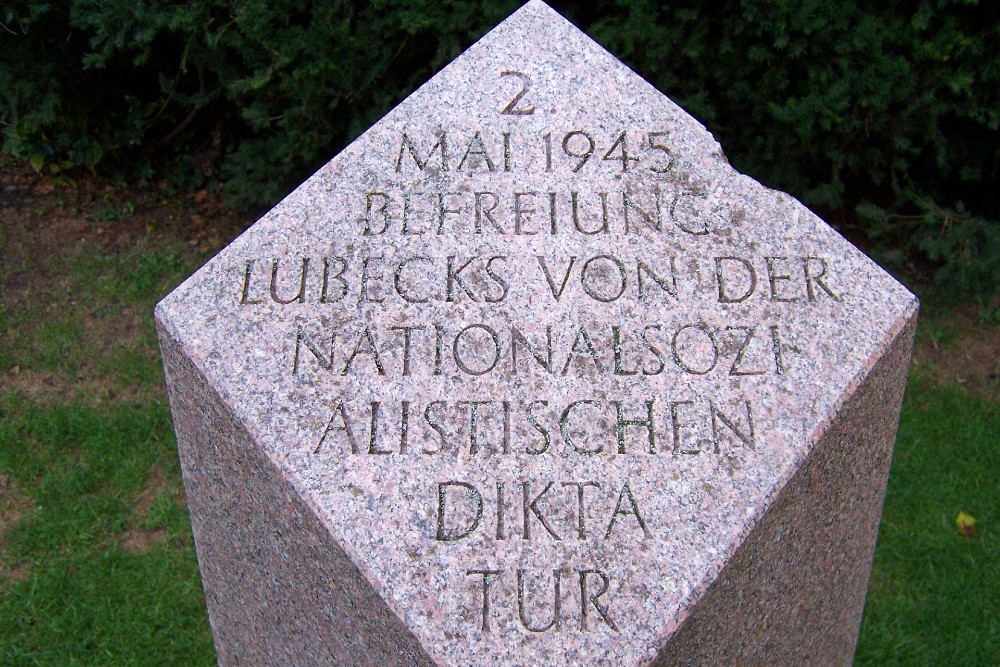 2.
MAI 1945
BEFREIUNG
LUBECKS VON DER
NATIONALSOZI
ALISTISCHEN
DIKTA
TUR